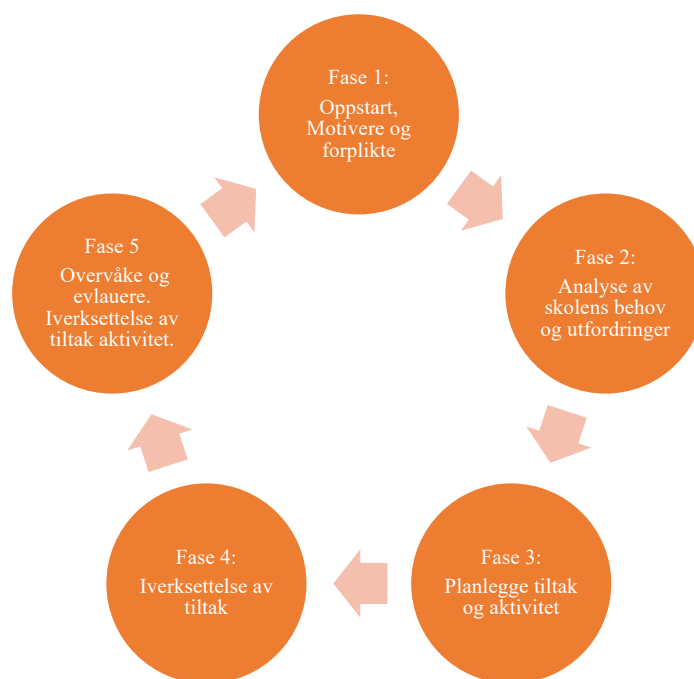 Fase 1:
Oppstart,
Motivere og
forplikte
Fase 2:
Analyse av
skolens behov
og utfordringer
Fase 3:
Planlegge tiltak
og aktivitet
Fase 4:
Iverksettelse av
tiltak
Fase 5
Overvåke og
evlauere.
Iverksettelse av
tiltak aktivitet.